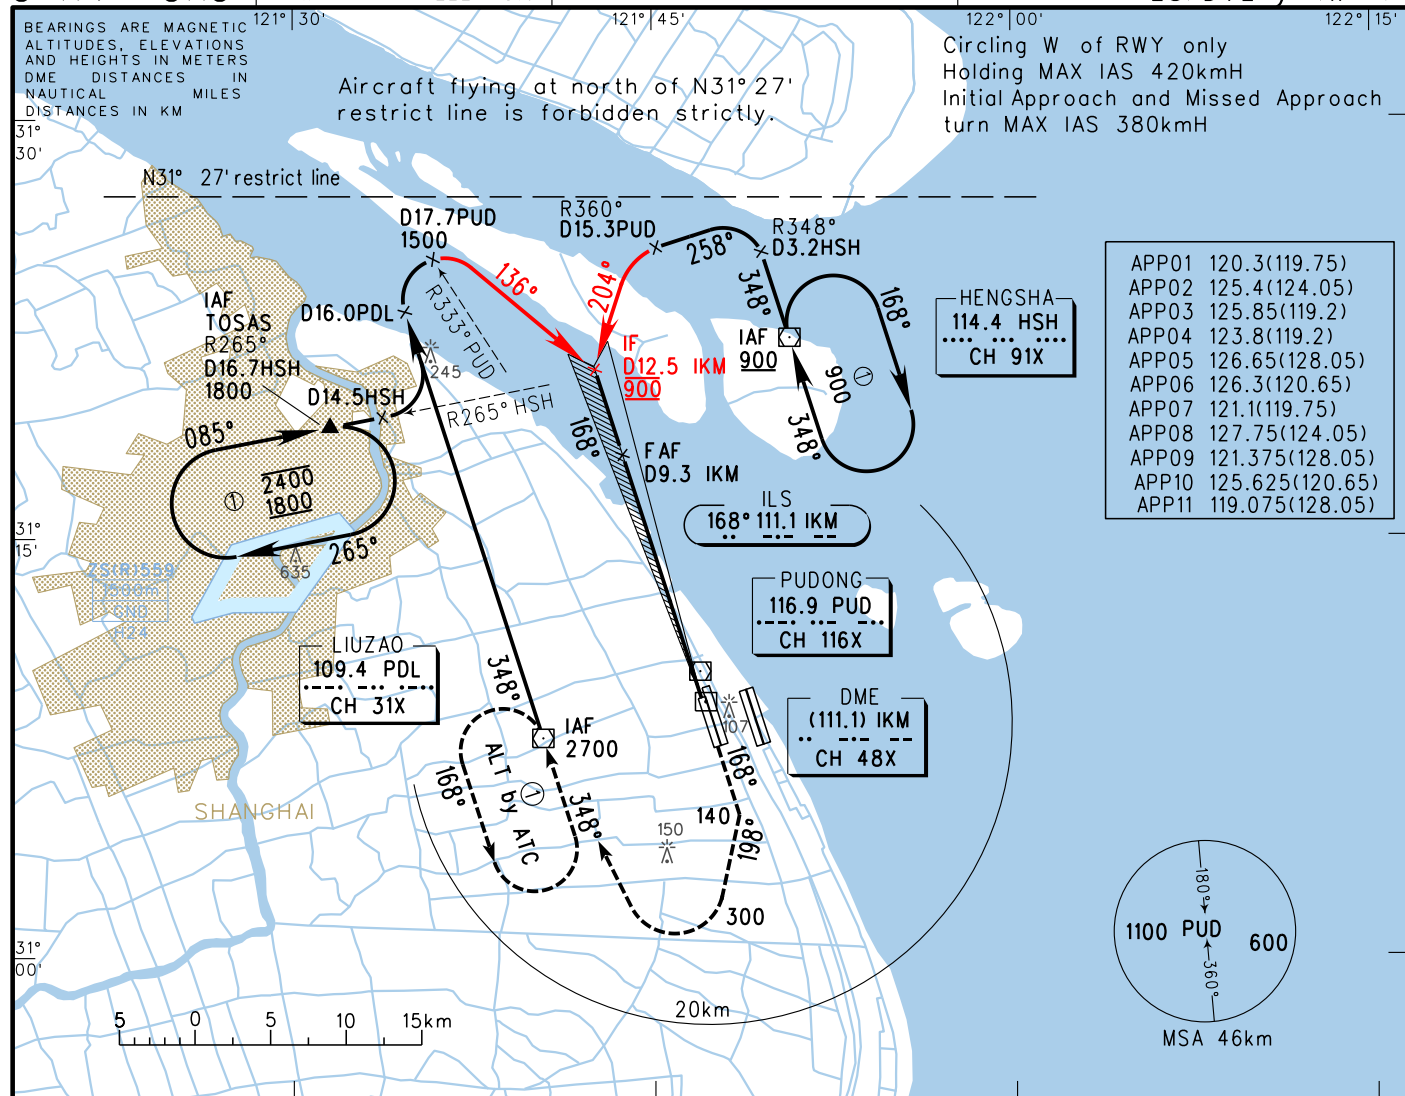 121° 30'
121° 45'
122° 00'
122° 15'
BEARINGS ARE MAGNETIC
ALTITUDES, ELEVATIONS
AND HEIGHTS IN METERS
DME DISTANCES IN
NAUTICAL MILES
DISTANCES IN KM
Aircraft flying at north of N31° 27'
restrict line is forbidden strictly.
Circling W of RWY only
Holding MAX IAS 420kmH
Initial Approach and Missed Approach
turn MAX IAS 380kmH
31°
30'
N31° 27' restrict line
D17.7PUD
1500
R360°
D15.3PUD
258°
R348°
D3.2HSH
136°
204°
348°
168°
IAF
TOSAS
R265°
D16.7HSH
1800
D16.0PDL
R333° PUD
245
D14.5HSH
R265° HSH
IF
D12.5 IKM
900
IAF
900
900 ①
348°
HENGSHA
114.4 HSH
CH 91X
APP01 120.3(119.75)
APP02 125.4(124.05)
APP03 125.85(119.2)
APP04 123.8(119.2)
APP05 126.65(128.05)
APP06 126.3(120.65)
APP07 121.1(119.75)
APP08 127.75(124.05)
APP09 121.375(128.05)
APP10 125.625(120.65)
APP11 119.075(128.05)
085°
① 2400
1800
265°
168°
FAF
D9.3 IKM
ILS
168° 111.1 IKM
31°
15'
635
ZS(R)559
1500m
GND
H24
PUDONG
116.9 PUD
CH 116X
LIUZAO
109.4 PDL
CH 31X
348°
DME
(111.1) IKM
CH 48X
107
IAF
2700
168°
ALT by ATC
①
348°
168°
140
198°
150
300
SHANGHAI
31°
00'
20km
5 0 5 10 15km
180°
1100 PUD 600
360°
MSA 46km